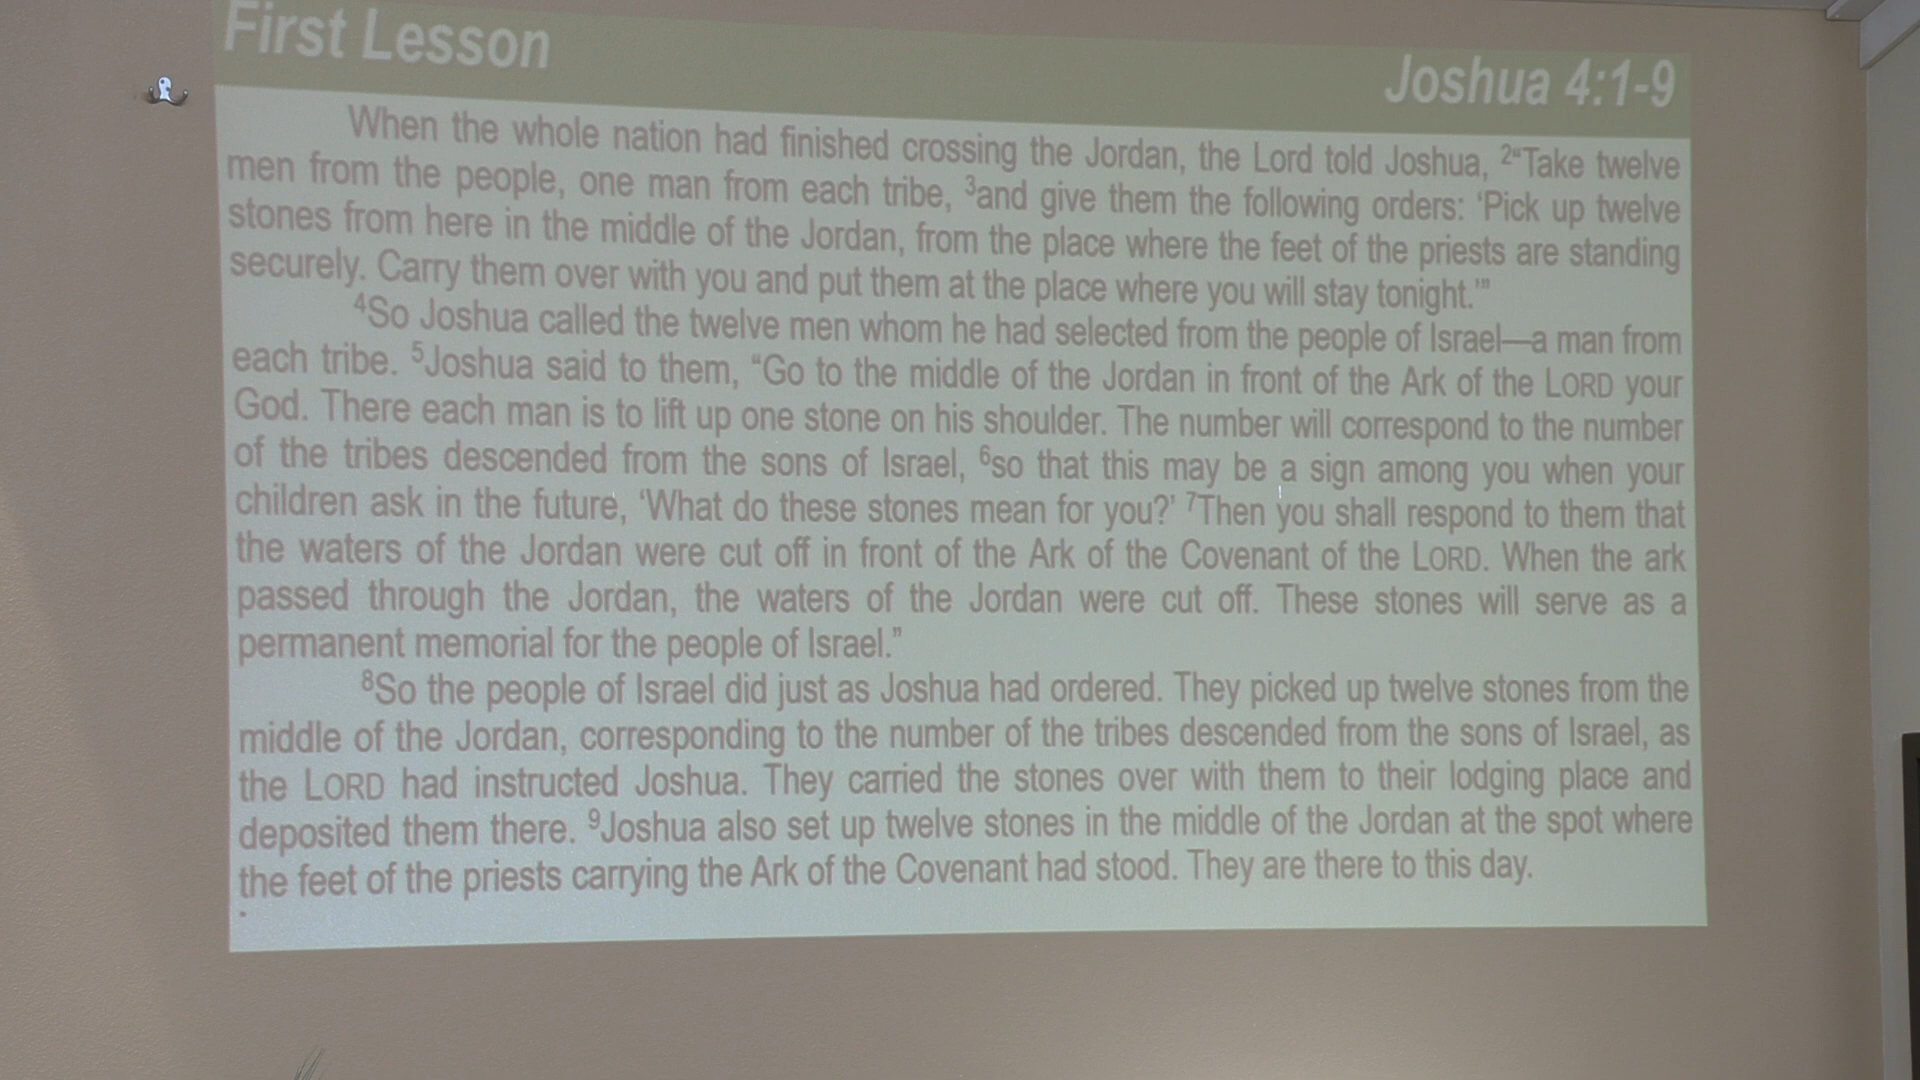 First Lesson
Joshua 4:1-9
When the whole nation had finished crossing the Jordan, the Lord told Joshua, 2“Take twelve
men from the people, one man from each tribe, 3and give them the following orders: ‘Pick up twelve
stones from here in the middle of the Jordan, from the place where the feet of the priests are standing
securely. Carry them over with you and put them at the place where you will stay tonight.’”
4So Joshua called the twelve men whom he had selected from the people of Israel—a man from
each tribe. 5Joshua said to them, “Go to the middle of the Jordan in front of the Ark of the LORD your
God. There each man is to lift up one stone on his shoulder. The number will correspond to the number
of the tribes descended from the sons of Israel, 6so that this may be a sign among you when your
children ask in the future, ‘What do these stones mean for you?’ 7Then you shall respond to them that
the waters of the Jordan were cut off in front of the Ark of the Covenant of the LORD. When the ark
passed through the Jordan, the waters of the Jordan were cut off. These stones will serve as a
permanent memorial for the people of Israel.”
8So the people of Israel did just as Joshua had ordered. They picked up twelve stones from the
middle of the Jordan, corresponding to the number of the tribes descended from the sons of Israel, as
the LORD had instructed Joshua. They carried the stones over with them to their lodging place and
deposited them there. 9Joshua also set up twelve stones in the middle of the Jordan at the spot where
the feet of the priests carrying the Ark of the Covenant had stood. They are there to this day.